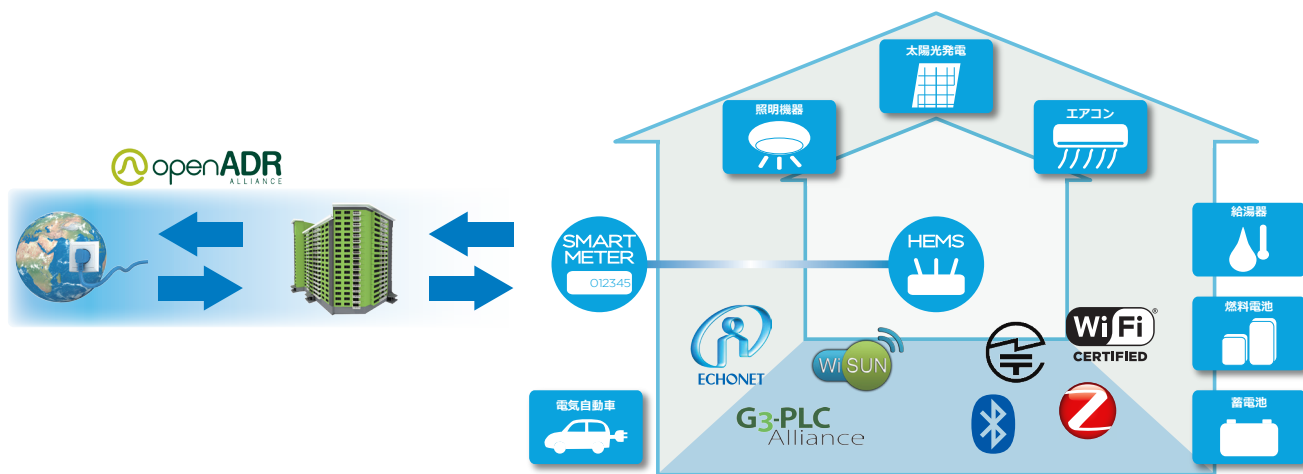 太陽光発電
照明機器
エアコン
openADR
ALLIANCE
給湯器
SMART
METER
012345
HEMS
燃料電池
ECHONET
Wi SUN
Wi Fi ®
CERTIFIED
電気自動車
G3-PLC
Alliance
Z
蓄電池